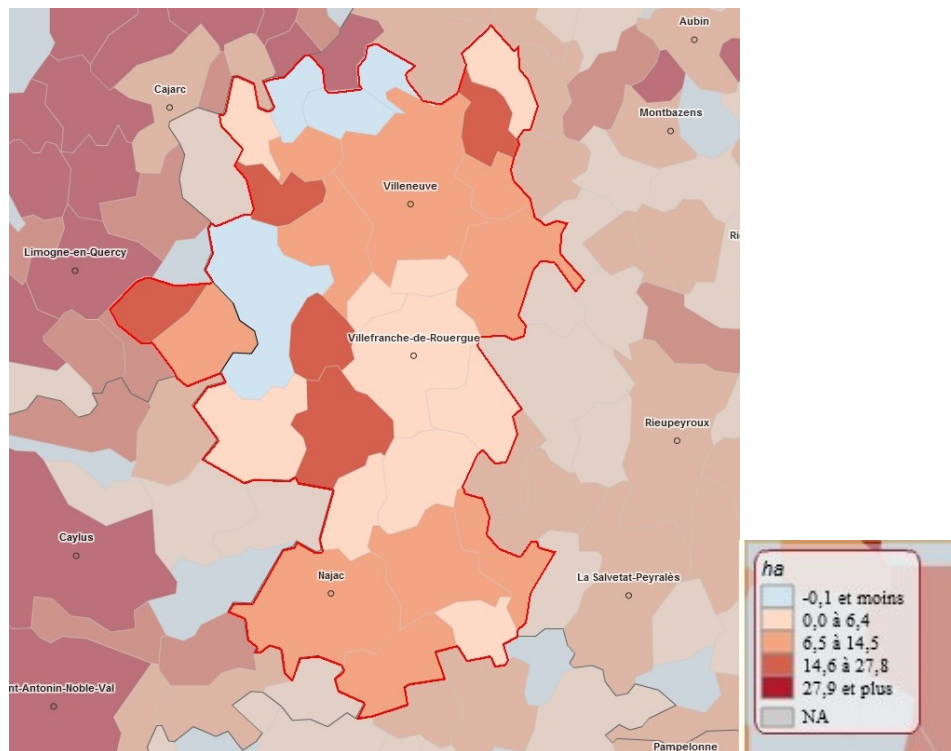 Aubin
Cajarc
Montbazens
Villeneuve
Limogne-en-Quercy
Villefranche-de-Rouergue
Rieupeyroux
Caylus
Najac
La Salvetat-Peyralès
nt-Antonin-Noble-Val
Pampelonne
ha
-0,1 et moins
0,0 à 6,4
6,5 à 14,5
14,6 à 27,8
27,9 et plus
NA